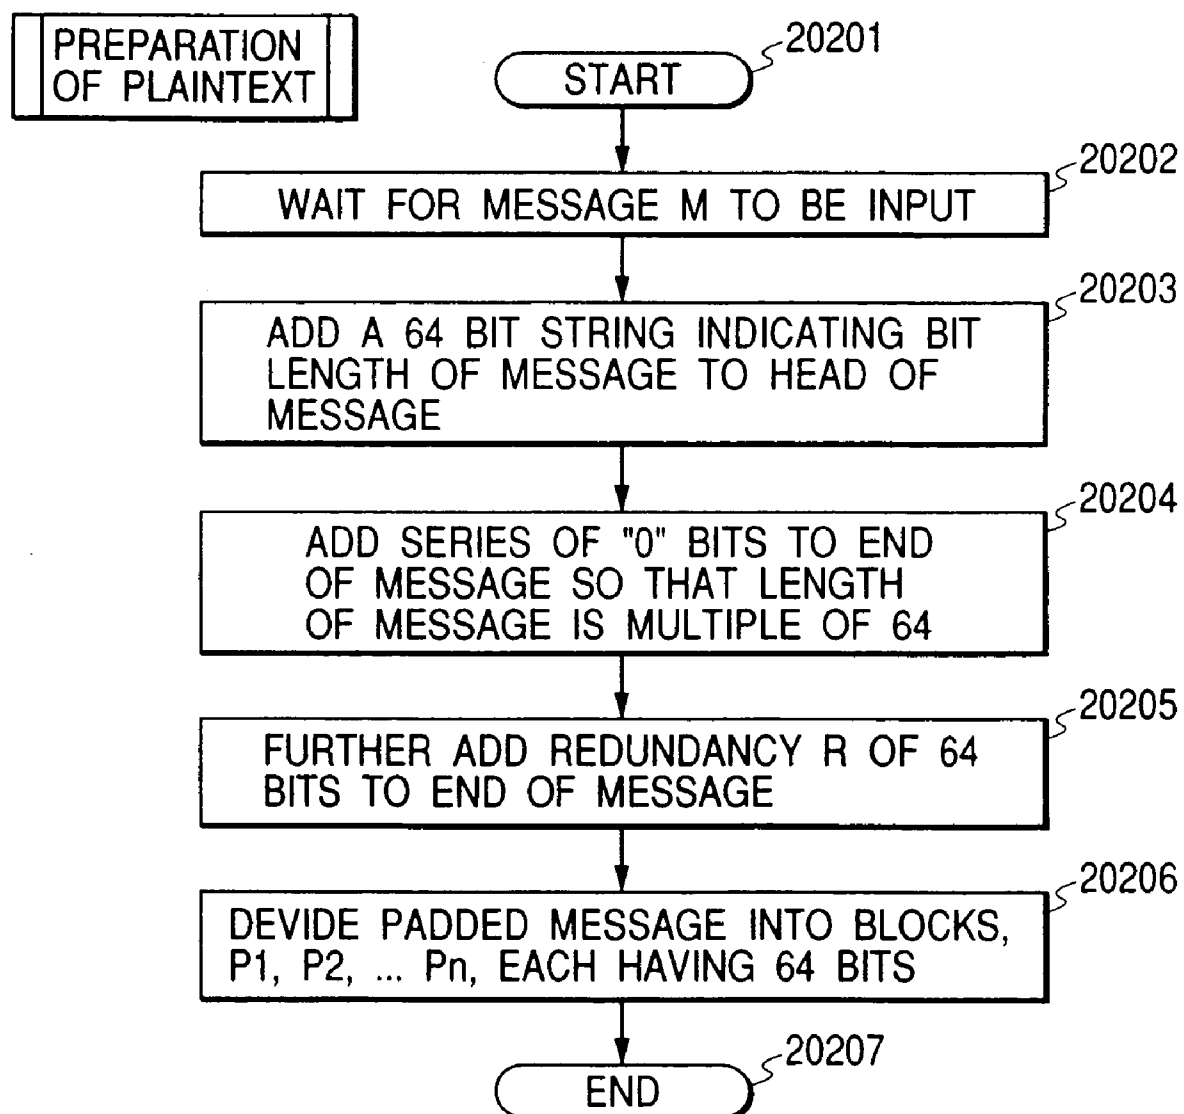 PREPARATION
OF PLAINTEXT
START
20201
WAIT FOR MESSAGE M TO BE INPUT
20202
ADD A 64 BIT STRING INDICATING BIT
LENGTH OF MESSAGE TO HEAD OF
MESSAGE
20203
ADD SERIES OF "0" BITS TO END
OF MESSAGE SO THAT LENGTH
OF MESSAGE IS MULTIPLE OF 64
20204
FURTHER ADD REDUNDANCY R OF 64
BITS TO END OF MESSAGE
20205
DEVIDE PADDED MESSAGE INTO BLOCKS,
P1, P2, ... Pn, EACH HAVING 64 BITS
20206
END
20207